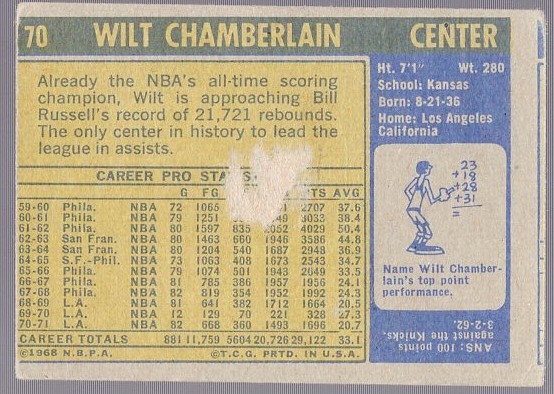 70 WILT CHAMBERLAIN CENTER
Already the NBA's all-time scoring
champion, Wilt is approaching Bill
Russell's record of 21,721 rebounds.
The only center in history to lead the
league in assists.
Ht. 7'1" Wt. 280
School: Kansas
Born: 8-21-36
Home: Los Angeles
California
CAREER PRO
G FG PTS AVG
59-60 Phila. NBA 72 1065 2707 37.6
60-61 Phila. NBA 79 1251 3033 38.4
61-62 Phila. NBA 80 1597 835 2052 4029 50.4
62-63 San Fran. NBA 80 1463 660 1946 3586 44.8
63-64 San Fran. NBA 80 1204 540 1687 2948 36.9
64-65 S.F.-Phil. NBA 73 1063 408 1673 2543 34.7
65-66 Phila. NBA 79 1074 501 1943 2649 33.5
66-67 Phila. NBA 81 785 386 1957 1956 24.1
67-68 Phila. NBA 82 819 354 1952 1992 24.3
68-69 L.A. NBA 81 641 382 1712 1664 20.5
69-70 L.A. NBA 12 129 70 221 328 27.3
70-71 L.A. NBA 82 668 360 1493 1696 20.7
CAREER TOTALS 881 11,759 5604 20,726 29,122 33.1
©1968 N.B.P.A. ©T.C.G. PRTD. IN U.S.A.
23
+18
+28
+31
=
Name Wilt Chamber-
lain's top point
performance.
ANS: 100 points
against the Knicks,
3-2-62.